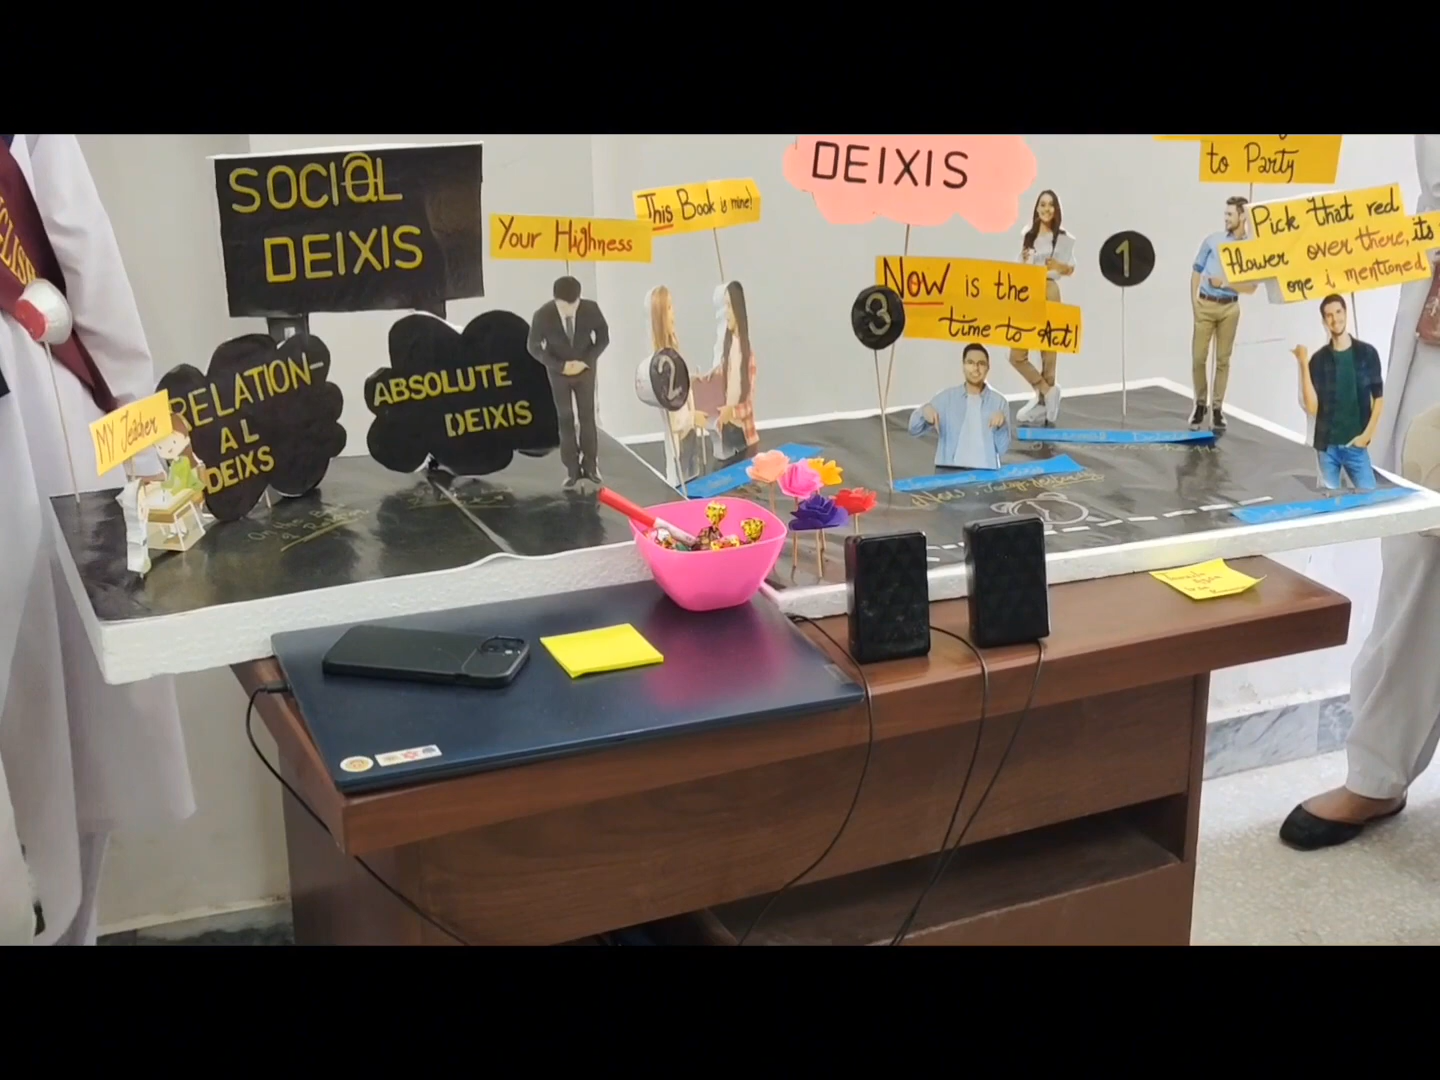 SOCIAL
DEIXIS
RELATION-
AL
DEIXS
ABSOLUTE
DEIXIS
MY Teacher
Your Highness
This Book is mine!
2
DEIXIS
3
NOW is the
time to Act!
1
to Party
Pick that red
flower over there, its
one i mentioned